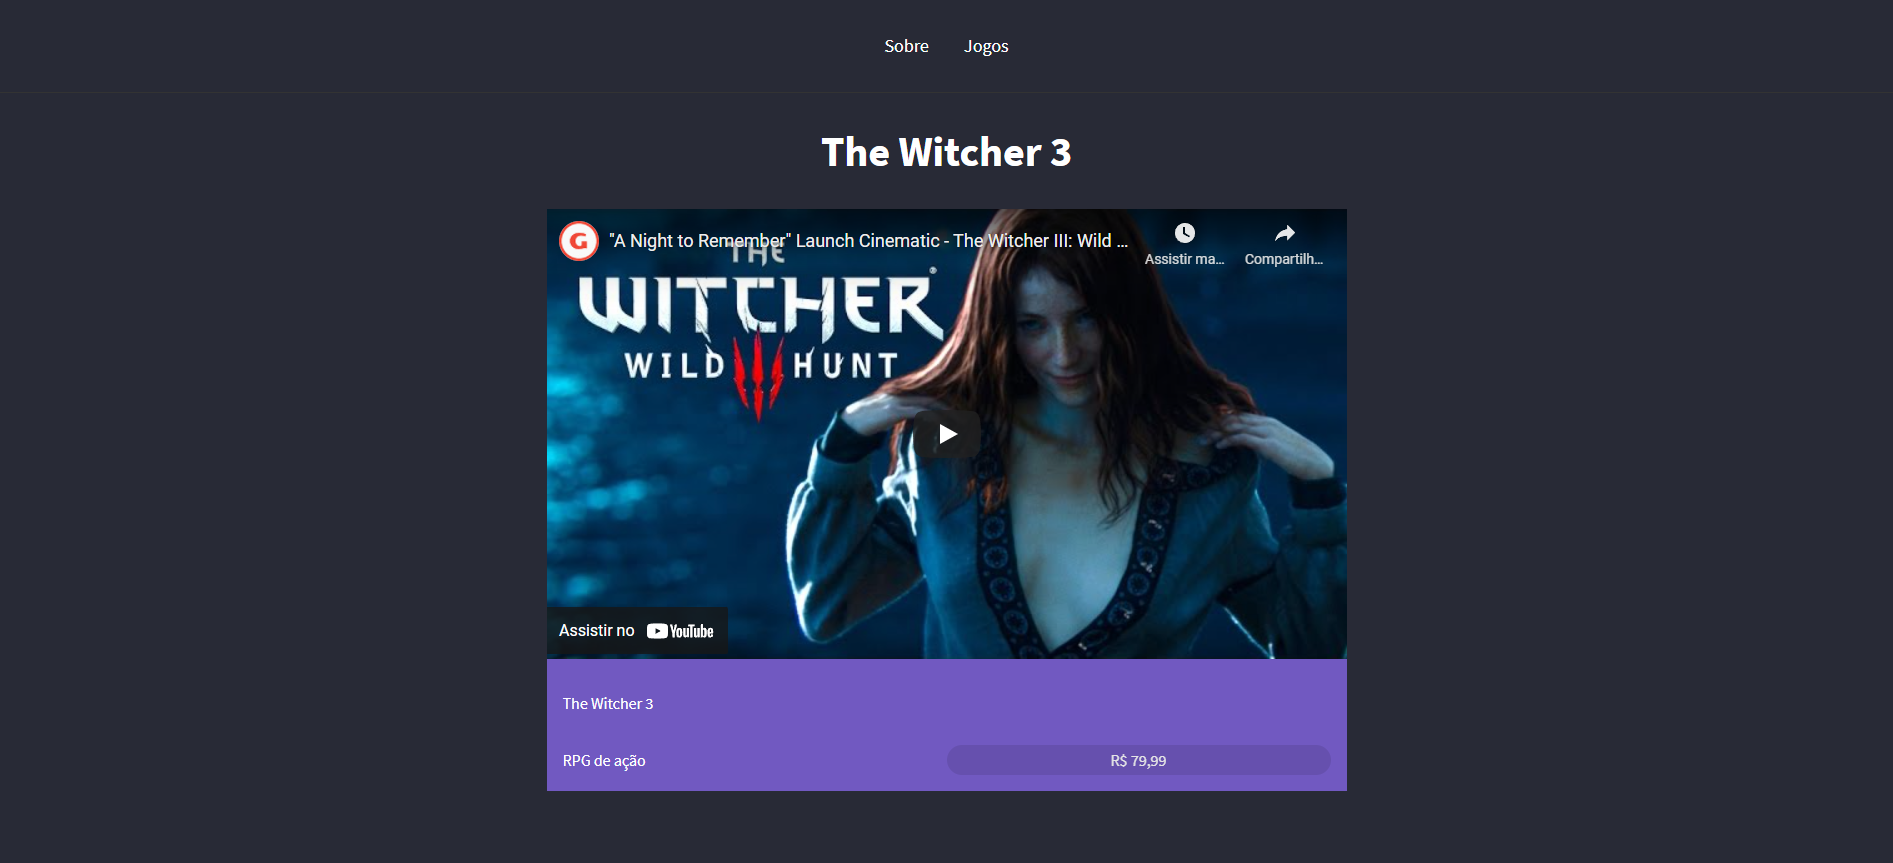 Sobre Jogos
The Witcher 3
G "A Night to Remember" Launch Cinematic - The Witcher III: Wild ...
Assistir ma... Compartilh...
THE
WITCHER®
WILD III HUNT
Assistir no YouTube
The Witcher 3
RPG de ação R$ 79,99